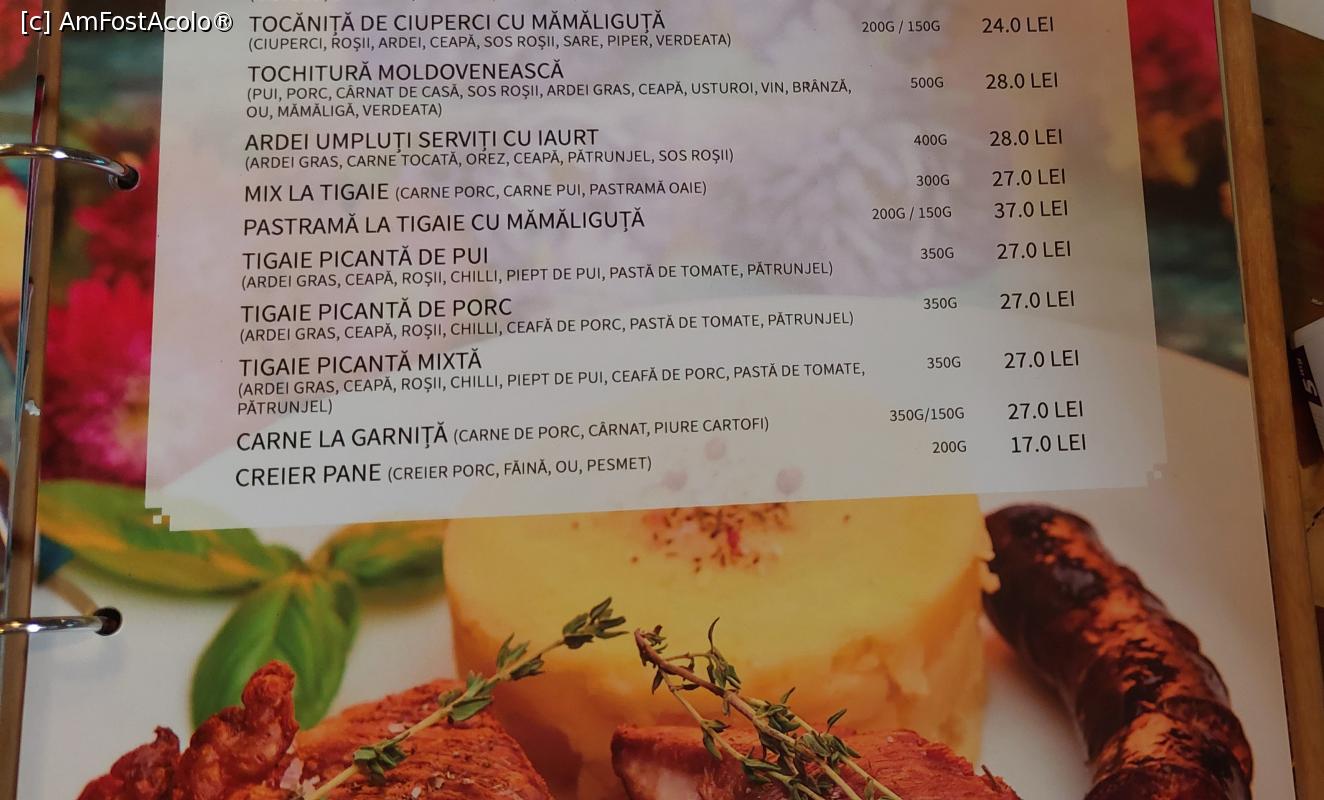 [c] AmFostAcolo®
TOCĂNIȚĂ DE CIUPERCI CU MĂMĂLIGUȚĂ 200G / 150G 24.0 LEI
(CIUPERCI, ROȘII, ARDEI, CEAPĂ, SOS ROȘII, SARE, PIPER, VERDEATA)
TOCHITURĂ MOLDOVENEASCĂ 500G 28.0 LEI
(PUI, PORC, CÂRNAT DE CASĂ, SOS ROȘII, ARDEI GRAS, CEAPĂ, USTUROI, VIN, BRÂNZĂ,
OU, MĂMĂLIGĂ, VERDEATA)
ARDEI UMPLUȚI SERVIȚI CU IAURT 400G 28.0 LEI
(ARDEI GRAS, CARNE TOCATĂ, OREZ, CEAPĂ, PĂTRUNJEL, SOS ROȘII)
MIX LA TIGAIE (CARNE PORC, CARNE PUI, PASTRAMĂ OAIE) 300G 27.0 LEI
PASTRAMĂ LA TIGAIE CU MĂMĂLIGUȚĂ 200G / 150G 37.0 LEI
TIGAIE PICANTĂ DE PUI 350G 27.0 LEI
(ARDEI GRAS, CEAPĂ, ROȘII, CHILLI, PIEPT DE PUI, PASTĂ DE TOMATE, PĂTRUNJEL)
TIGAIE PICANTĂ DE PORC 350G 27.0 LEI
(ARDEI GRAS, CEAPĂ, ROȘII, CHILLI, CEAFĂ DE PORC, PASTĂ DE TOMATE, PĂTRUNJEL)
TIGAIE PICANTĂ MIXTĂ 350G 27.0 LEI
(ARDEI GRAS, CEAPĂ, ROȘII, CHILLI, PIEPT DE PUI, CEAFĂ DE PORC, PASTĂ DE TOMATE,
PĂTRUNJEL)
CARNE LA GARNIȚĂ (CARNE DE PORC, CÂRNAT, PIURE CARTOFI) 350G/150G 27.0 LEI
CREIER PANE (CREIER PORC, FĂINĂ, OU, PESMET) 200G 17.0 LEI